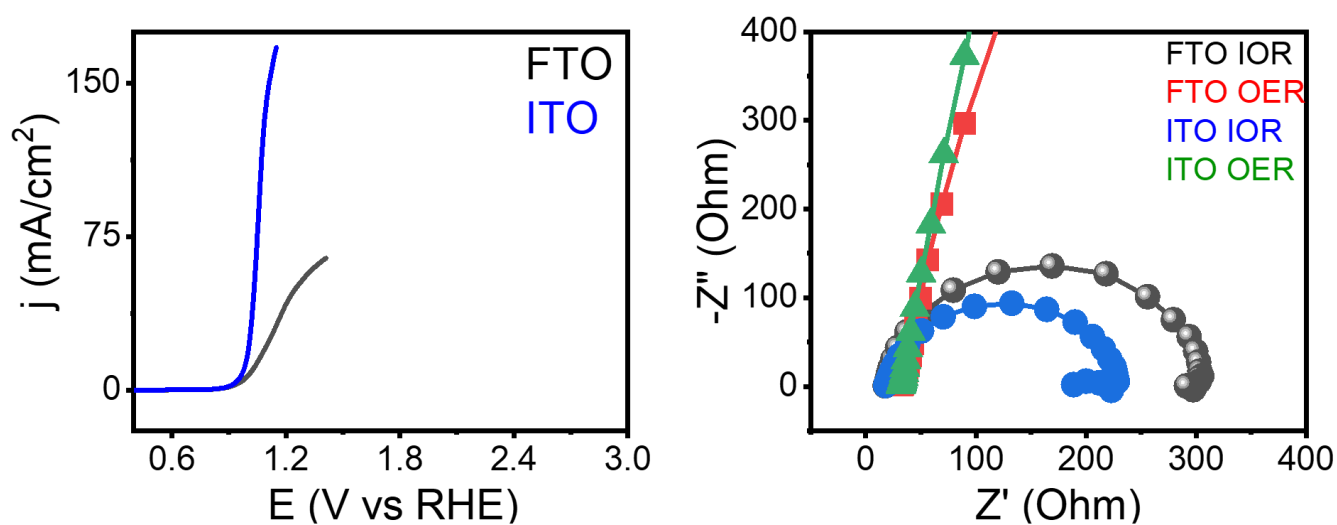 FTO
ITO
150
75
0
j (mA/cm²)
0.6 1.2 1.8 2.4 3.0
E (V vs RHE)
FTO IOR
FTO OER
ITO IOR
ITO OER
400
300
200
100
0
-Z" (Ohm)
0 100 200 300 400
Z' (Ohm)